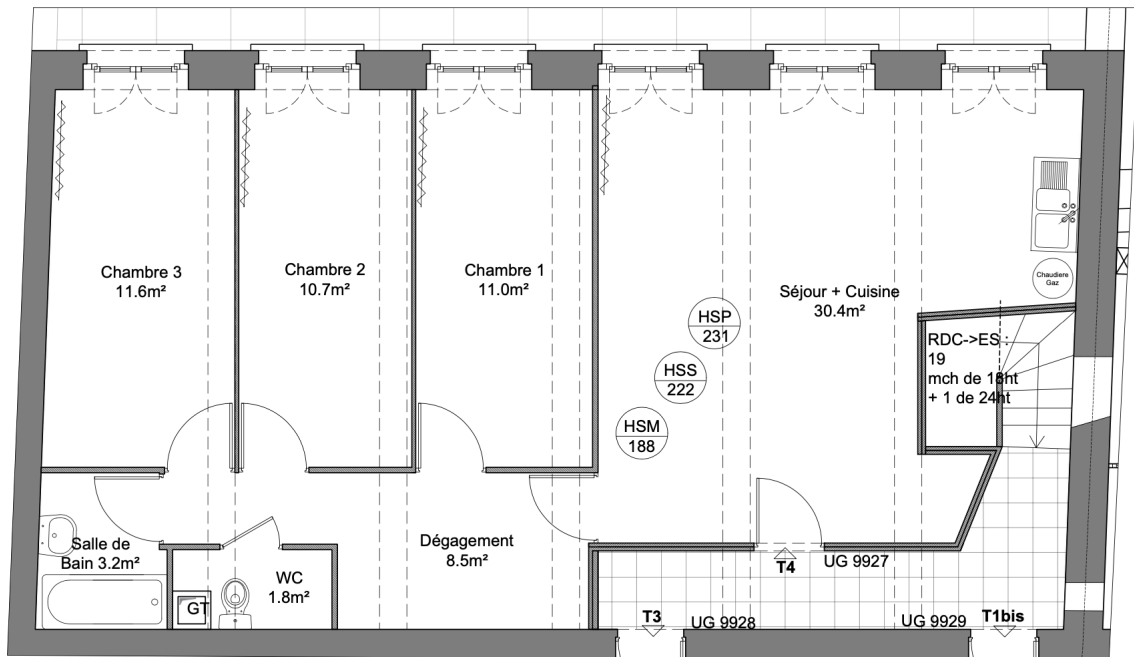 Chambre 3
11.6m²
Chambre 2
10.7m²
Chambre 1
11.0m²
Séjour + Cuisine
30.4m²
Chaudiere
Gaz
HSP
231
HSS
222
HSM
188
RDC->ES :
19
mch de 18ht
+ 1 de 24ht
Salle de
Bain 3.2m²
WC
1.8m²
GT
Dégagement
8.5m²
T4
UG 9927
T3
UG 9928
UG 9929
T1bis